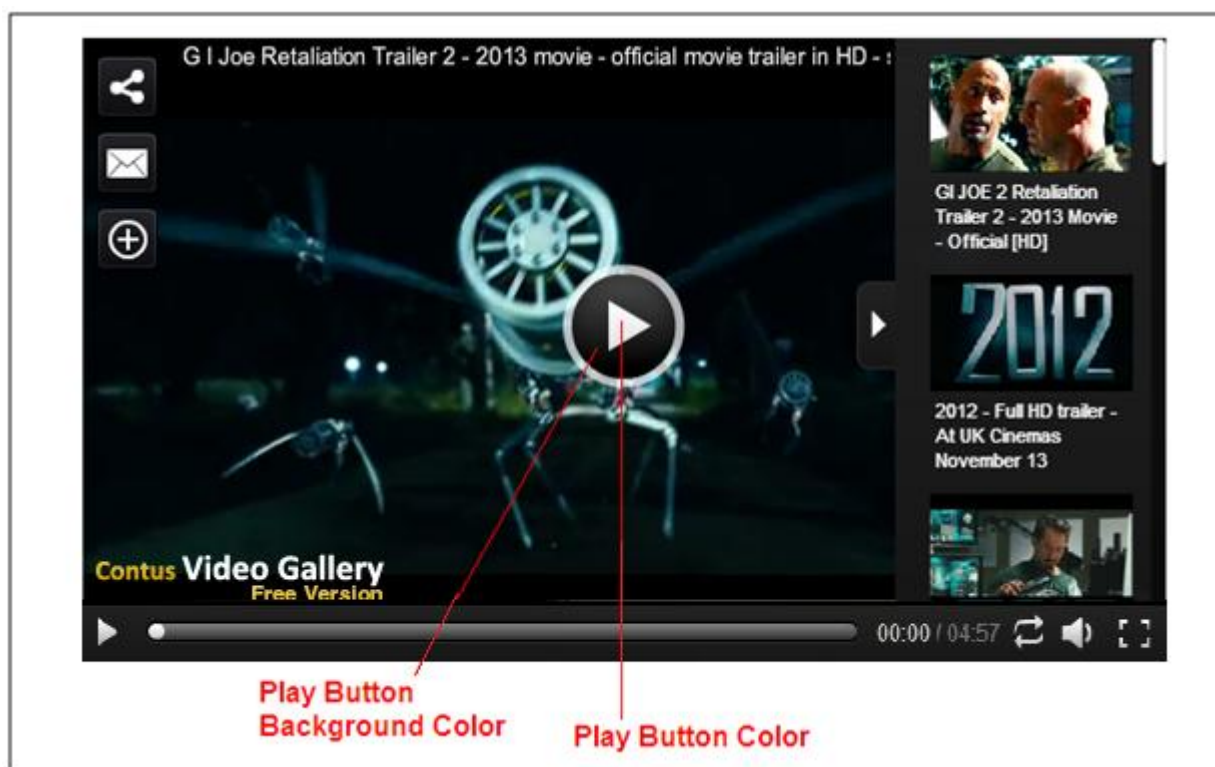 G I Joe Retaliation Trailer 2 - 2013 movie - official movie trailer in HD -
GI JOE 2 Retaliation
Trailer 2 - 2013 Movie
- Official [HD]
2012
2012 - Full HD trailer -
At UK Cinemas
November 13
Contus Video Gallery
Free Version
00:00 / 04:57
Play Button
Background Color
Play Button Color